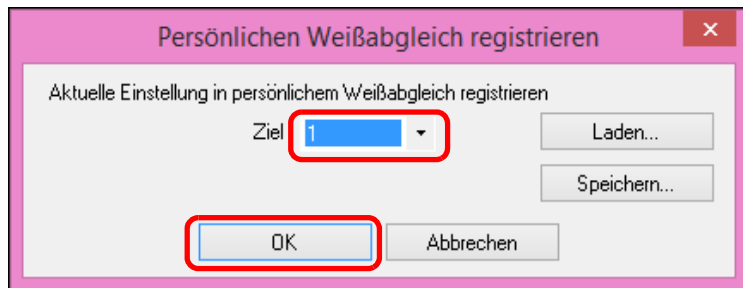 Persönlichen Weißabgleich registrieren
Aktuelle Einstellung in persönlichem Weißabgleich registrieren
Ziel 1 Laden...
Speichern...
OK Abbrechen